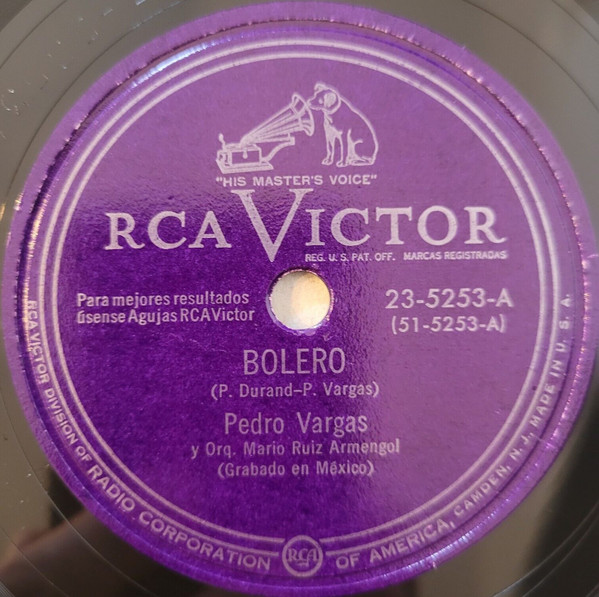 "HIS MASTER'S VOICE"
RCA VICTOR
REG. U. S. PAT. OFF. MARCAS REGISTRADAS
Para mejores resultados
úsense Agujas RCA Victor
23-5253-A
(51-5253-A)
BOLERO
(P. Durand-P. Vargas)
Pedro Vargas
y Orq. Mario Ruiz Armengol
(Grabado en México)
RCA VICTOR DIVISION OF RADIO CORPORATION OF AMERICA, CAMDEN, N. J. MADE IN U. S. A.
RCA